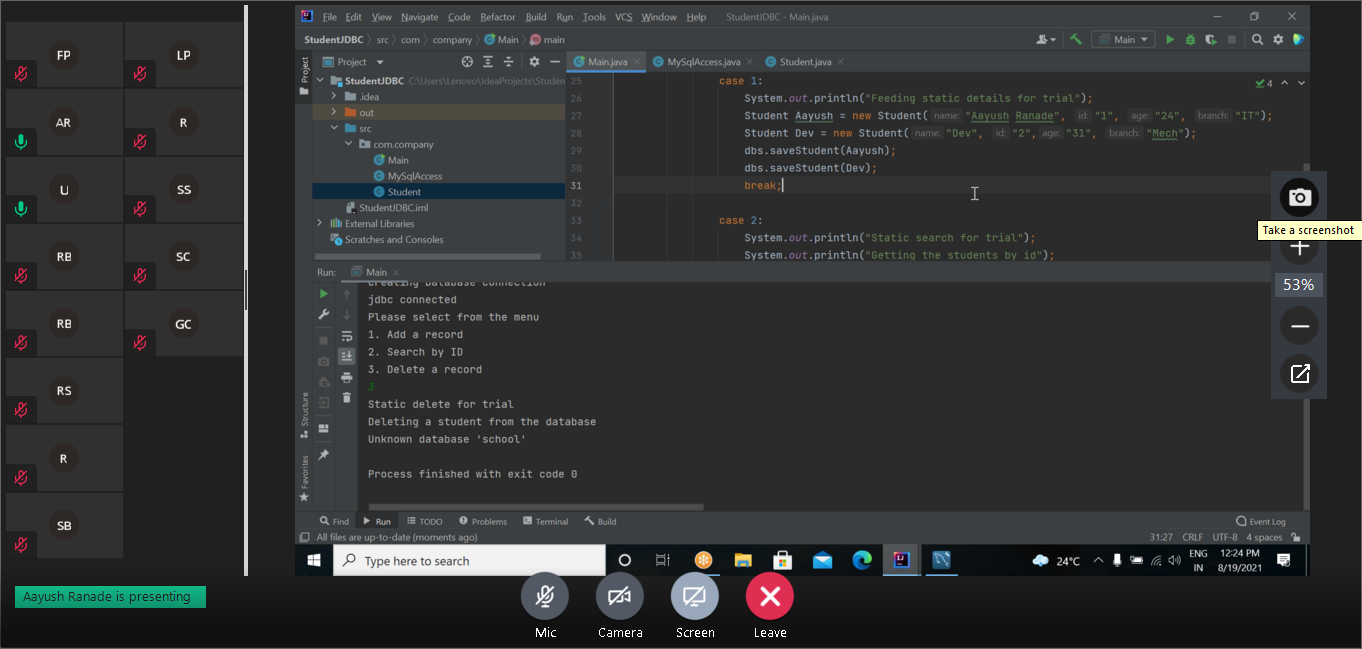 FP
LP
AR
R
U
SS
RB
SC
RB
GC
RS
R
SB
Aayush Ranade is presenting
File Edit View Navigate Code Refactor Build Run Tools VCS Window Help StudentJDBC - Main.java
StudentJDBC > src > com > company > Main > main
Main
Project
Project
Main.java
MySqlAccess.java
Student.java
StudentJDBC C:\Users\Lenovo\IdeaProjects\Studen
.idea
out
src
com.company
Main
MySqlAccess
Student
StudentJDBC.iml
External Libraries
Scratches and Consoles
4
25 case 1:
26 System.out.println("Feeding static details for trial");
27 Student Aayush = new Student( name: "Aayush Ranade", id: "1", age: "24", branch: "IT");
28 Student Dev = new Student( name: "Dev", id: "2", age: "31", branch: "Mech");
29 dbs.saveStudent(Aayush);
30 dbs.saveStudent(Dev);
31 break;
32
33 case 2:
34 System.out.println("Static search for trial");
35 System.out.println("Getting the students by id");
Run: Main
Creating Database connection
jdbc connected
Please select from the menu
1. Add a record
2. Search by ID
3. Delete a record
3
Static delete for trial
Deleting a student from the database
Unknown database 'school'
Process finished with exit code 0
Structure
Favorites
Find Run TODO Problems Terminal Build Event Log
All files are up-to-date (moments ago) 31:27 CRLF UTF-8 4 spaces
Type here to search
24°C
ENG
IN
12:24 PM
8/19/2021
Take a screenshot
53%
Mic Camera Screen Leave